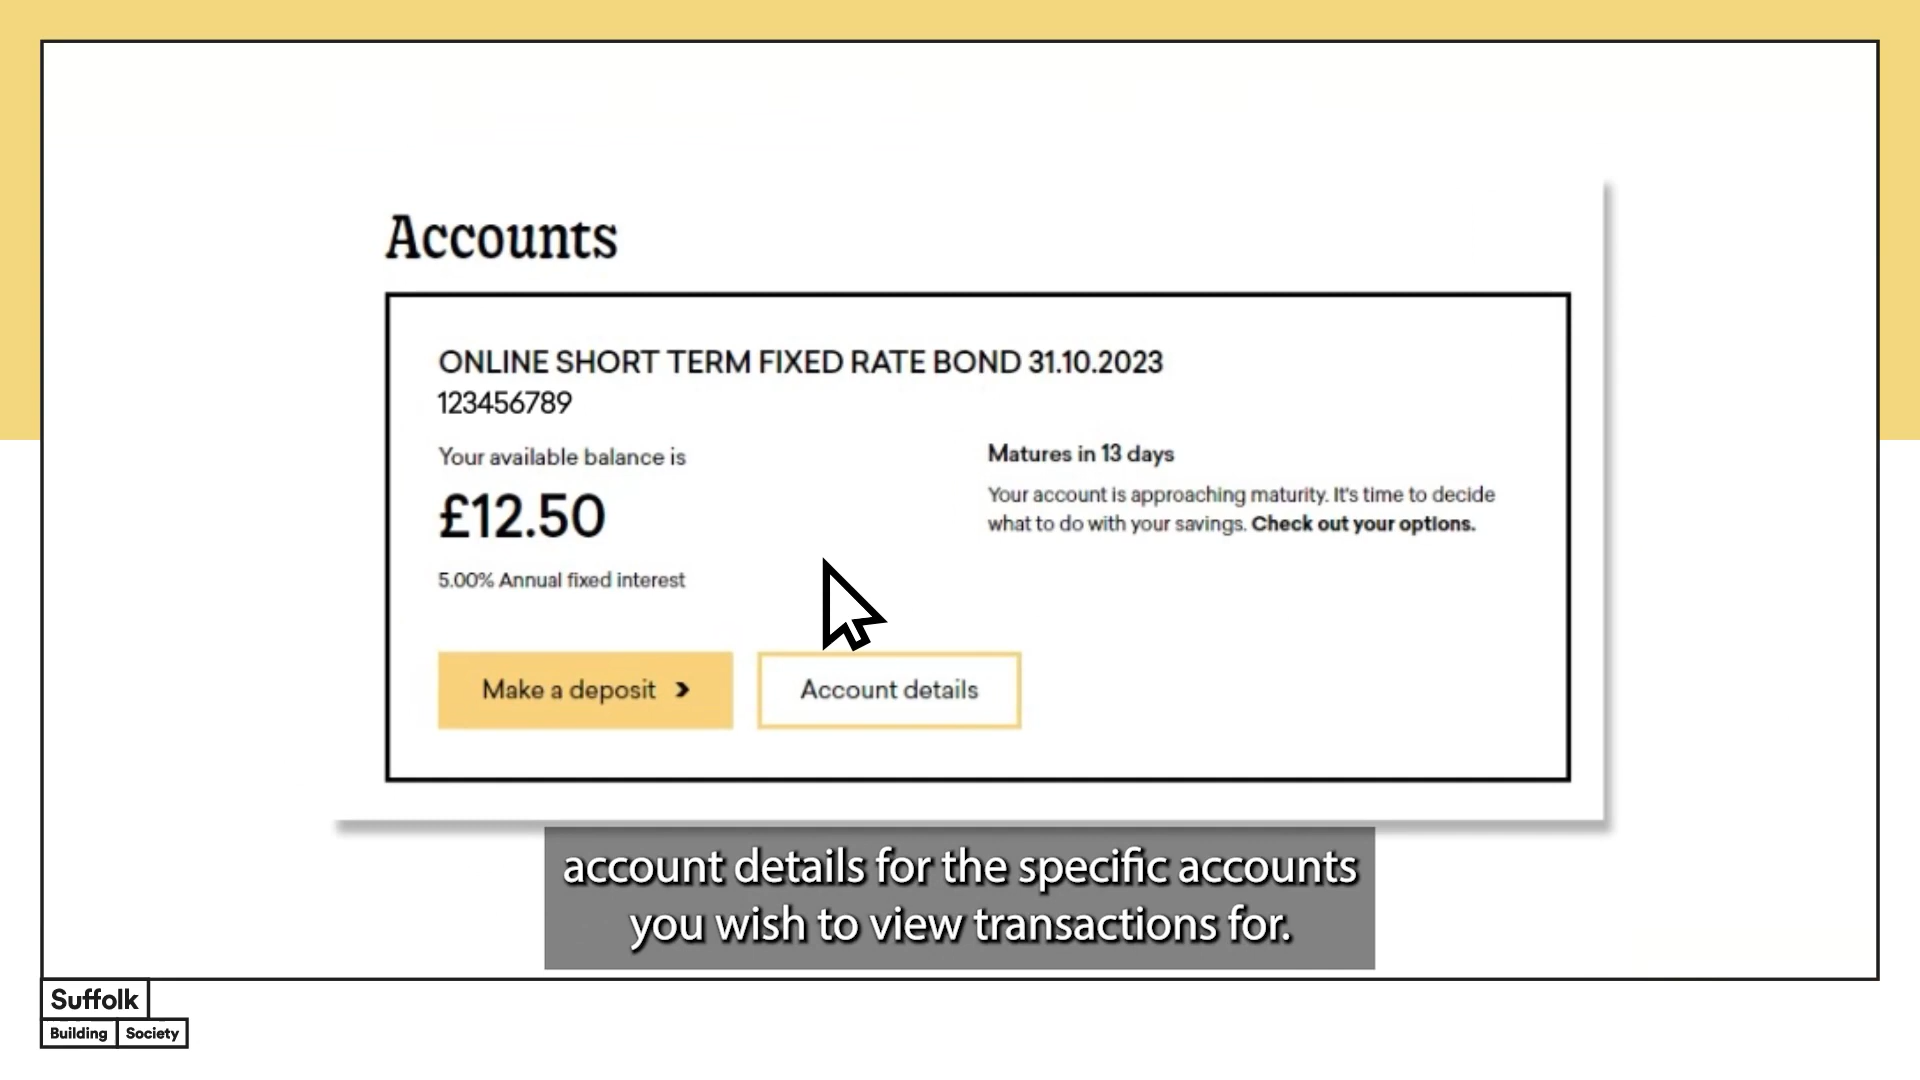 Accounts
ONLINE SHORT TERM FIXED RATE BOND 31.10.2023
123456789
Your available balance is
£12.50
5.00% Annual fixed interest
Matures in 13 days
Your account is approaching maturity. It's time to decide
what to do with your savings. Check out your options.
Make a deposit
Account details
account details for the specific accounts
you wish to view transactions for.
Suffolk
Building Society